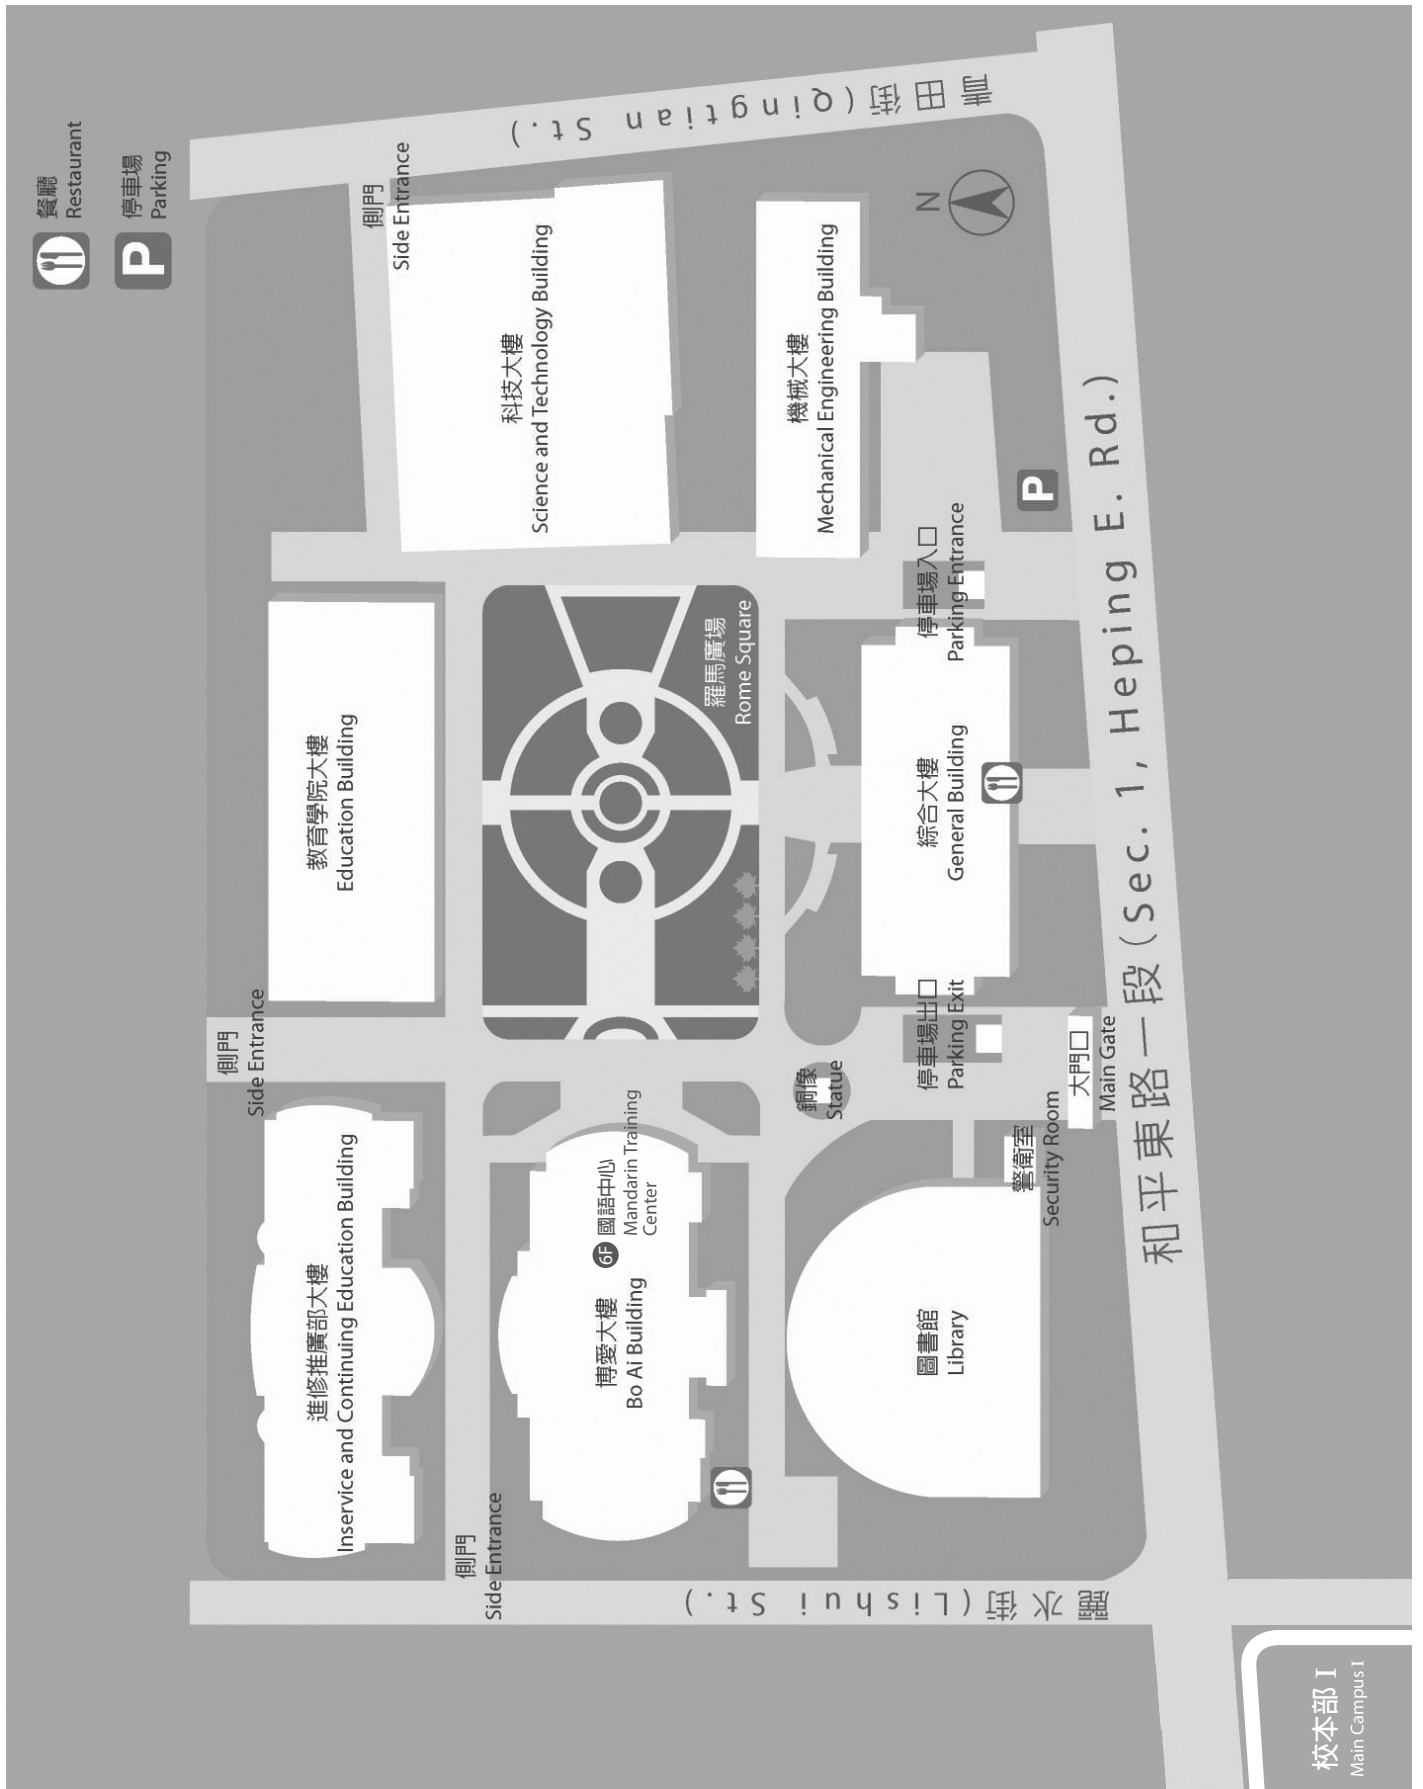 餐廳
Restaurant
停車場
Parking
P
青田街(Qingtian St.)
側門
Side Entrance
科技大樓
Science and Technology Building
機械大樓
Mechanical Engineering Building
N
P
停車場入口
Parking Entrance
教育學院大樓
Education Building
羅馬廣場
Rome Square
綜合大樓
General Building
側門
Side Entrance
停車場出口
Parking Exit
銅像
Statue
大門口
Main Gate
警衛室
Security Room
進修推廣部大樓
Inservice and Continuing Education Building
6F 國語中心
Mandarin Training
Center
博愛大樓
Bo Ai Building
圖書館
Library
側門
Side Entrance
和平東路一段(Sec. 1, Heping E. Rd.)
麗水街(Lishui St.)
校本部 I
Main Campus I